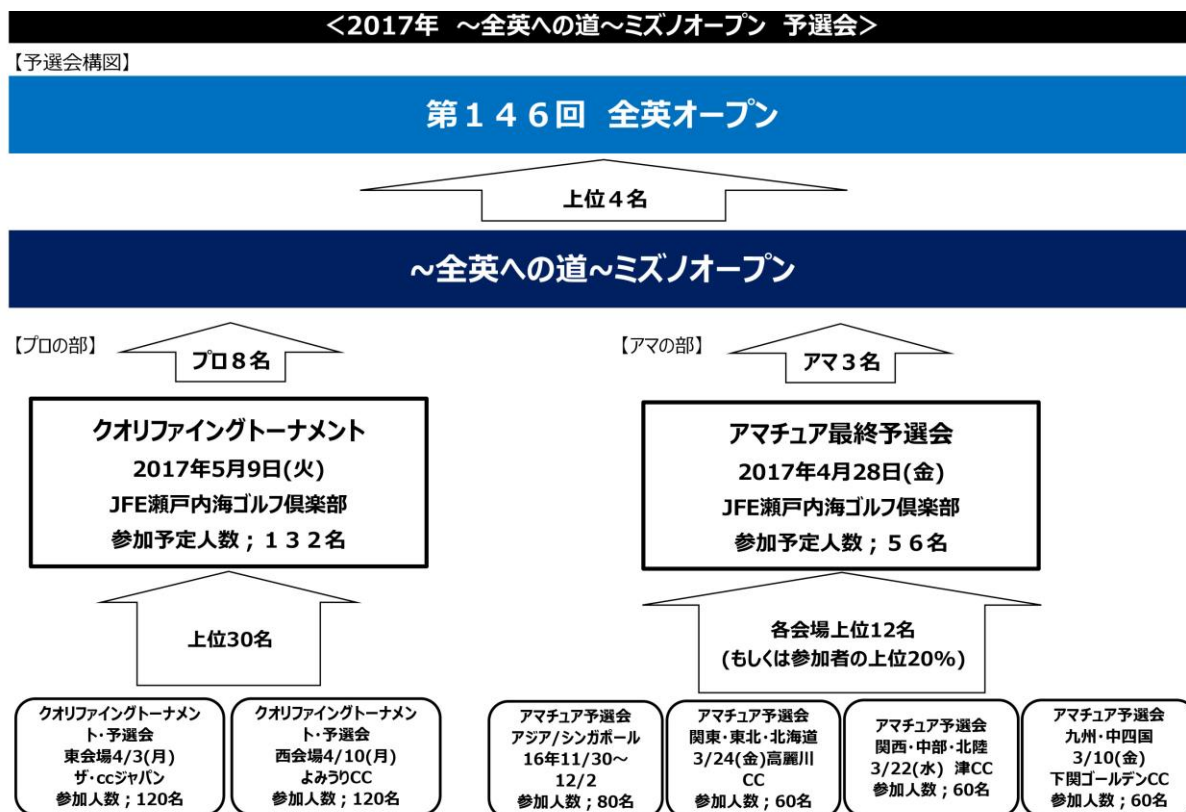 ＜2017年　～全英への道～ミズノオープン　予選会＞
【予選会構図】
第１４６回　全英オープン
上位４名
～全英への道～ミズノオープン
【プロの部】
プロ８名
【アマの部】
アマ３名
クオリファイングトーナメント
2017年5月9日(火)
JFE瀬戸内海ゴルフ倶楽部
参加予定人数；１３２名
アマチュア最終予選会
2017年4月28日(金)
JFE瀬戸内海ゴルフ倶楽部
参加予定人数；５６名
上位30名
各会場上位12名
(もしくは参加者の上位20%)
クオリファイングトーナメン
ト・予選会
東会場4/3(月)
ザ・ccジャパン
参加人数；120名
クオリファイングトーナメン
ト・予選会
西会場4/10(月)
よみうりCC
参加人数；120名
アマチュア予選会
アジア/シンガポール
16年11/30～
12/2
参加人数；80名
アマチュア予選会
関東・東北・北海道
3/24(金)高麗川
CC
参加人数；60名
アマチュア予選会
関西・中部・北陸
3/22(水)　津CC
参加人数；60名
アマチュア予選会
九州・中四国
3/10(金)
下関ゴールデンCC
参加人数；60名